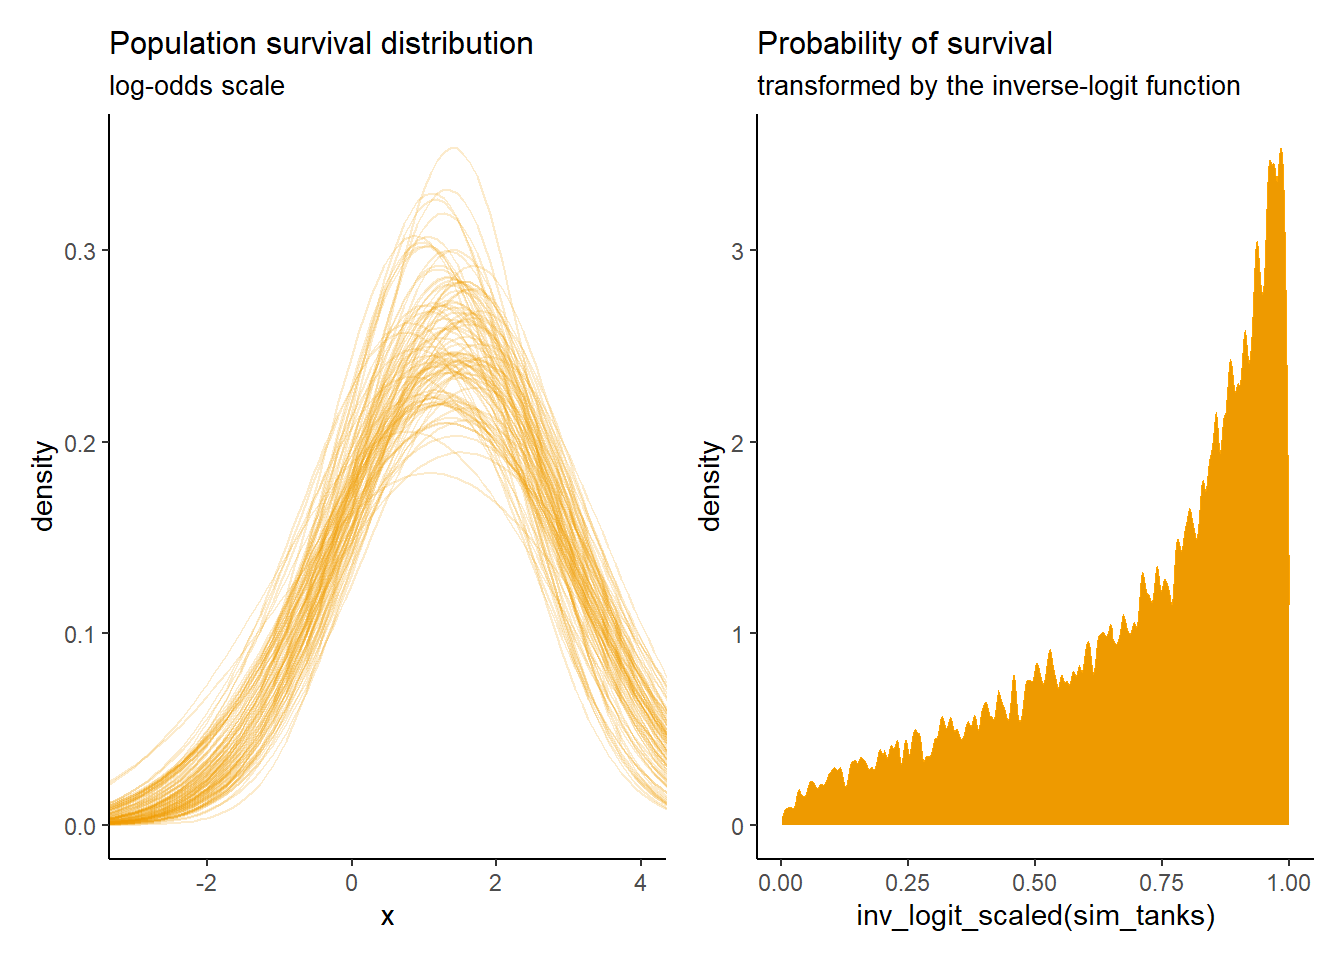 Population survival distribution
log-odds scale
density
0.3
0.2
0.1
0.0
-2 0 2 4
x
Probability of survival
transformed by the inverse-logit function
density
3
2
1
0
0.00 0.25 0.50 0.75 1.00
inv_logit_scaled(sim_tanks)